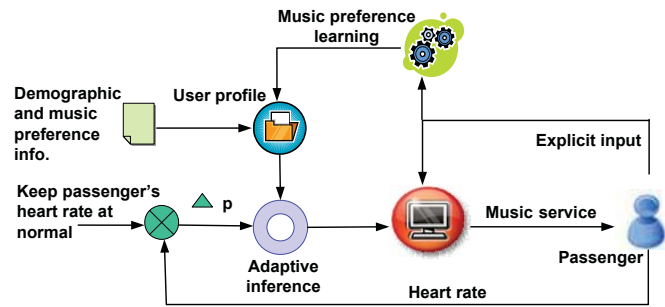 Music preference
learning
Demographic
and music
preference
info.
User profile
Explicit input
Keep passenger's
heart rate at
normal
p
Music service
Passenger
Adaptive
inference
Heart rate